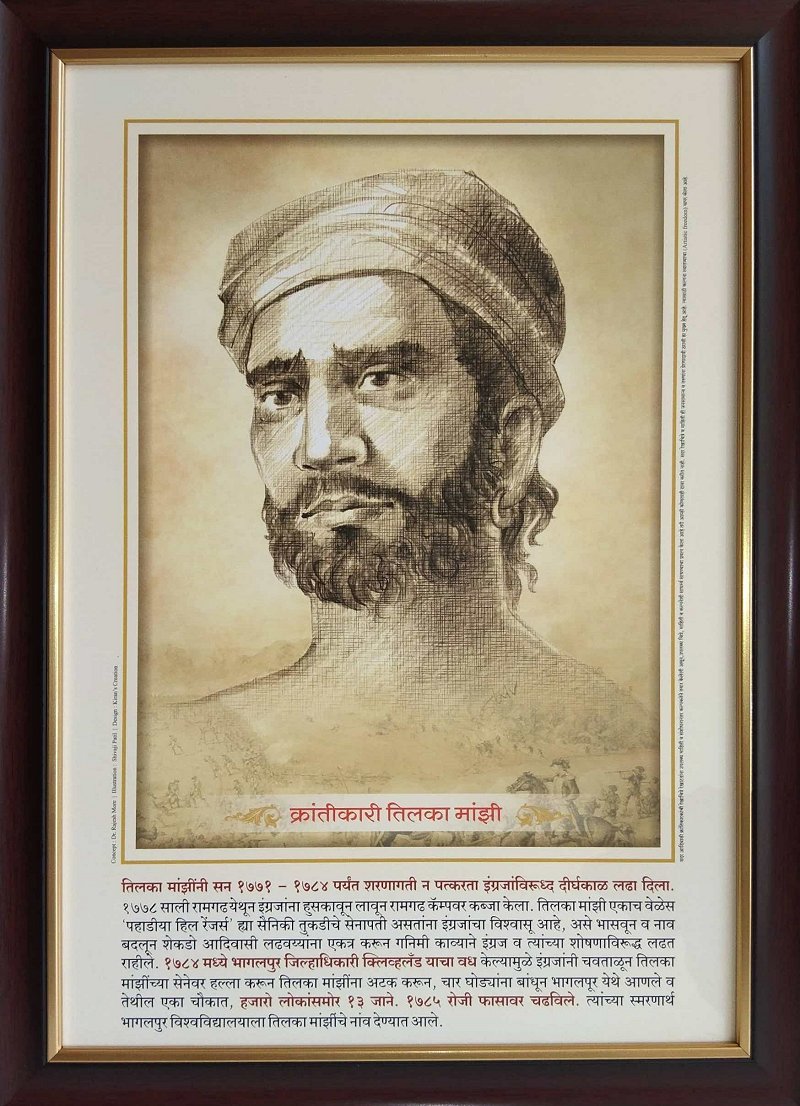 क्रांतीकारी तिलका मांझी
तिलका मांझींनी सन १७७१ – १७८४ पर्यंत शरणागती न पत्करता इंग्रजांविरूध्द दीर्घकाळ लढा दिला.
१७७८ साली रामगढ येथून इंग्रजांना हुसकावून लावून रामगढ कॅम्पवर कब्जा केला. तिलका मांझी एकाच वेळेस
'पहाडीया हिल रेंजर्स' ह्या सैनिकी तुकडीचे सेनापती असतांना इंग्रजांचा विश्वासू आहे, असे भासवून व नाव
बदलून शेकडो आदिवासी लढवय्यांना एकत्र करून गनिमी काव्याने इंग्रज व त्यांच्या शोषणाविरूद्ध लढत
राहीले. १७८४ मध्ये भागलपुर जिल्हाधिकारी क्लिव्हलँड याचा वध केल्यामुळे इंग्रजांनी चवताळून तिलका
मांझींच्या सेनेवर हल्ला करून तिलका मांझींना अटक करून, चार घोड्यांना बांधून भागलपूर येथे आणले व
तेथील एका चौकात, हजारो लोकांसमोर १३ जाने. १७८५ रोजी फासावर चढविले. त्यांच्या स्मरणार्थ
भागलपुर विश्वविद्यालयाला तिलका मांझींचे नांव देण्यात आले.
Concept : Dr. Rajesh Mare | Illustration : Shivaji Patil | Design : Kiran's Creation